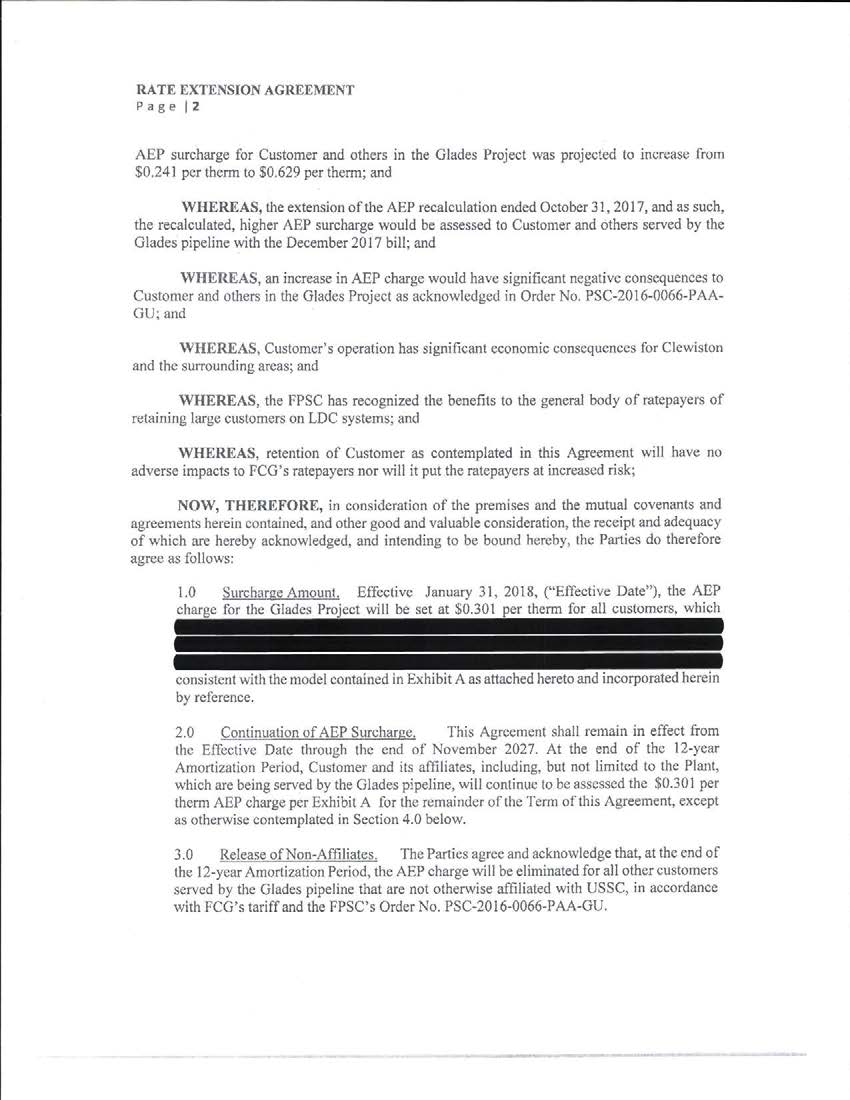 RATE EXTENSION AGREEMENT
Page | 2
AEP surcharge for Customer and others in the Glades Project was projected to increase from
$0.241 per therm to $0.629 per therm; and
WHEREAS, the extension of the AEP recalculation ended October 31, 2017, and as such,
the recalculated, higher AEP surcharge would be assessed to Customer and others served by the
Glades pipeline with the December 2017 bill; and
WHEREAS, an increase in AEP charge would have significant negative consequences to
Customer and others in the Glades Project as acknowledged in Order No. PSC-2016-0066-PAA-
GU; and
WHEREAS, Customer's operation has significant economic consequences for Clewiston
and the surrounding areas; and
WHEREAS, the FPSC has recognized the benefits to the general body of ratepayers of
retaining large customers on LDC systems; and
WHEREAS, retention of Customer as contemplated in this Agreement will have no
adverse impacts to FCG's ratepayers nor will it put the ratepayers at increased risk;
NOW, THEREFORE, in consideration of the premises and the mutual covenants and
agreements herein contained, and other good and valuable consideration, the receipt and adequacy
of which are hereby acknowledged, and intending to be bound hereby, the Parties do therefore
agree as follows:
1.0 Surcharge Amount. Effective January 31, 2018, ("Effective Date"), the AEP
charge for the Glades Project will be set at $0.301 per therm for all customers, which
consistent with the model contained in Exhibit A as attached hereto and incorporated herein
by reference.
2.0 Continuation of AEP Surcharge. This Agreement shall remain in effect from
the Effective Date through the end of November 2027. At the end of the 12-year
Amortization Period, Customer and its affiliates, including, but not limited to the Plant,
which are being served by the Glades pipeline, will continue to be assessed the $0.301 per
therm AEP charge per Exhibit A for the remainder of the Term of this Agreement, except
as otherwise contemplated in Section 4.0 below.
3.0 Release of Non-Affiliates. The Parties agree and acknowledge that, at the end of
the 12-year Amortization Period, the AEP charge will be eliminated for all other customers
served by the Glades pipeline that are not otherwise affiliated with USSC, in accordance
with FCG's tariff and the FPSC's Order No. PSC-2016-0066-PAA-GU.